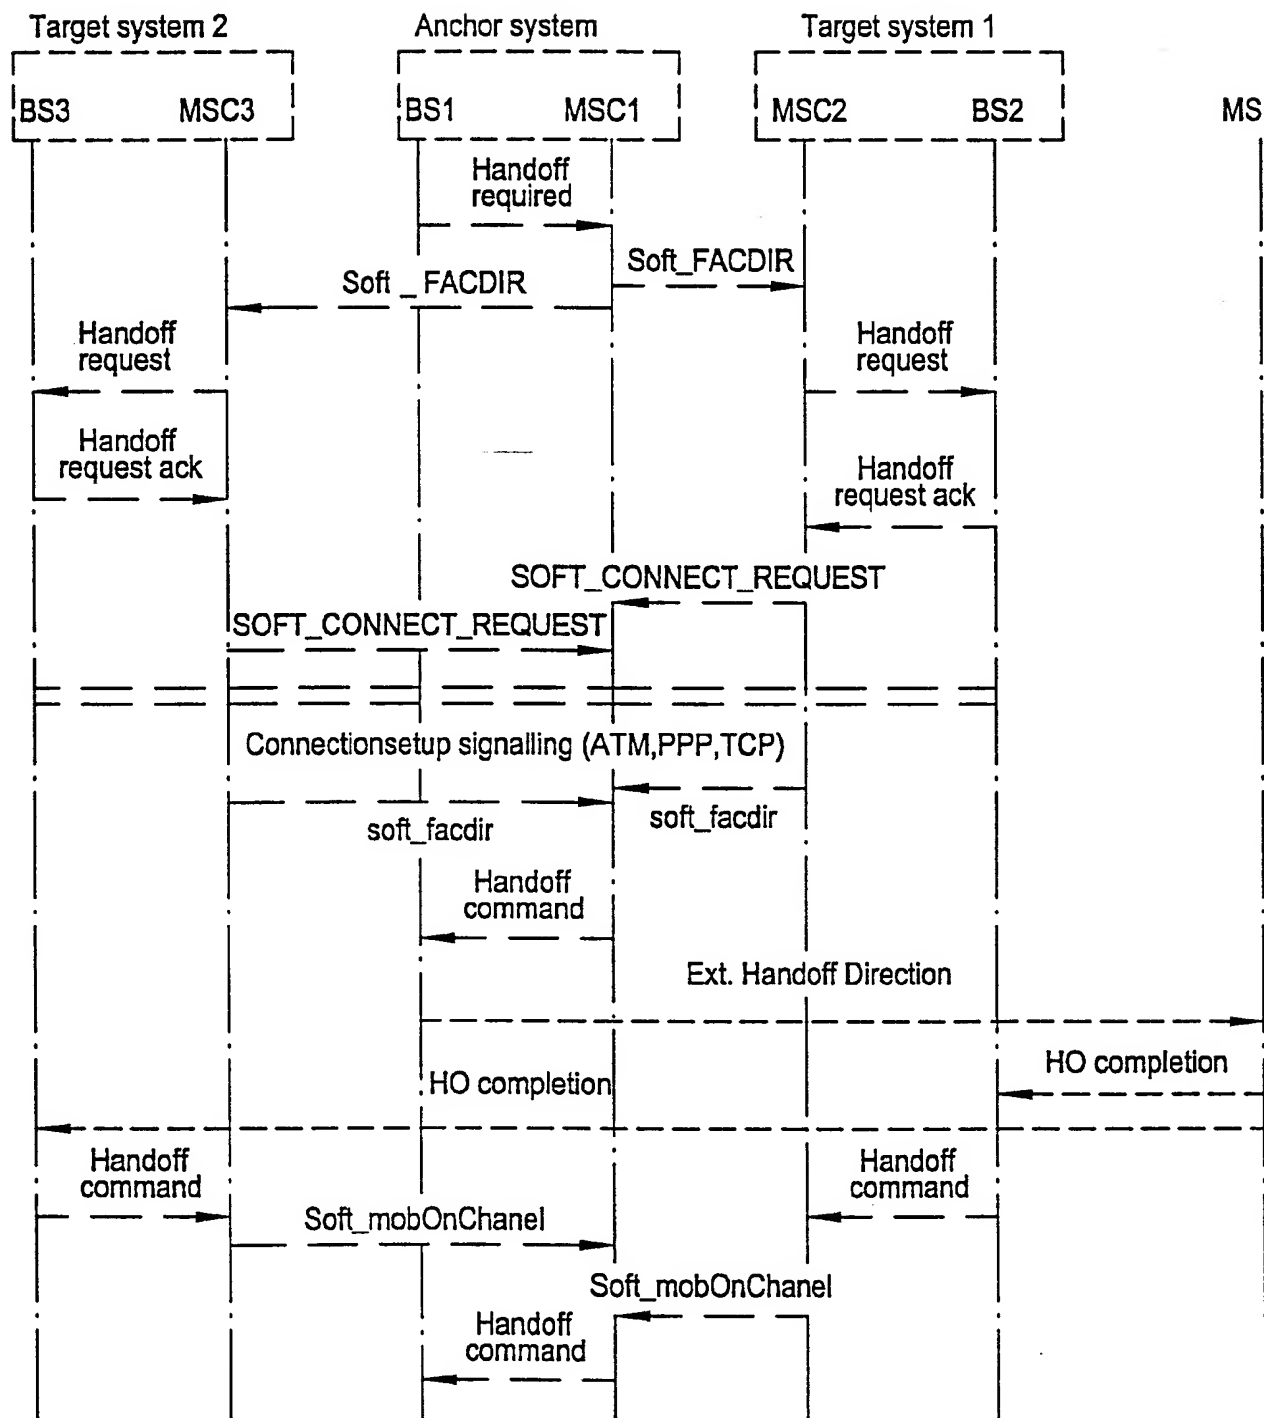 Target system 2
Anchor system
Target system 1
BS3
MSC3
BS1
MSC1
MSC2
BS2
MS
Handoff
required
Soft_FACDIR
Soft _ FACDIR
Handoff
request
Handoff
request
Handoff
request ack
Handoff
request ack
SOFT_CONNECT_REQUEST
SOFT_CONNECT_REQUEST
Connectionsetup signalling (ATM,PPP,TCP)
soft_facdir
soft_facdir
Handoff
command
Ext. Handoff Direction
HO completion
HO completion
Handoff
command
Handoff
command
Soft_mobOnChanel
Soft_mobOnChanel
Handoff
command